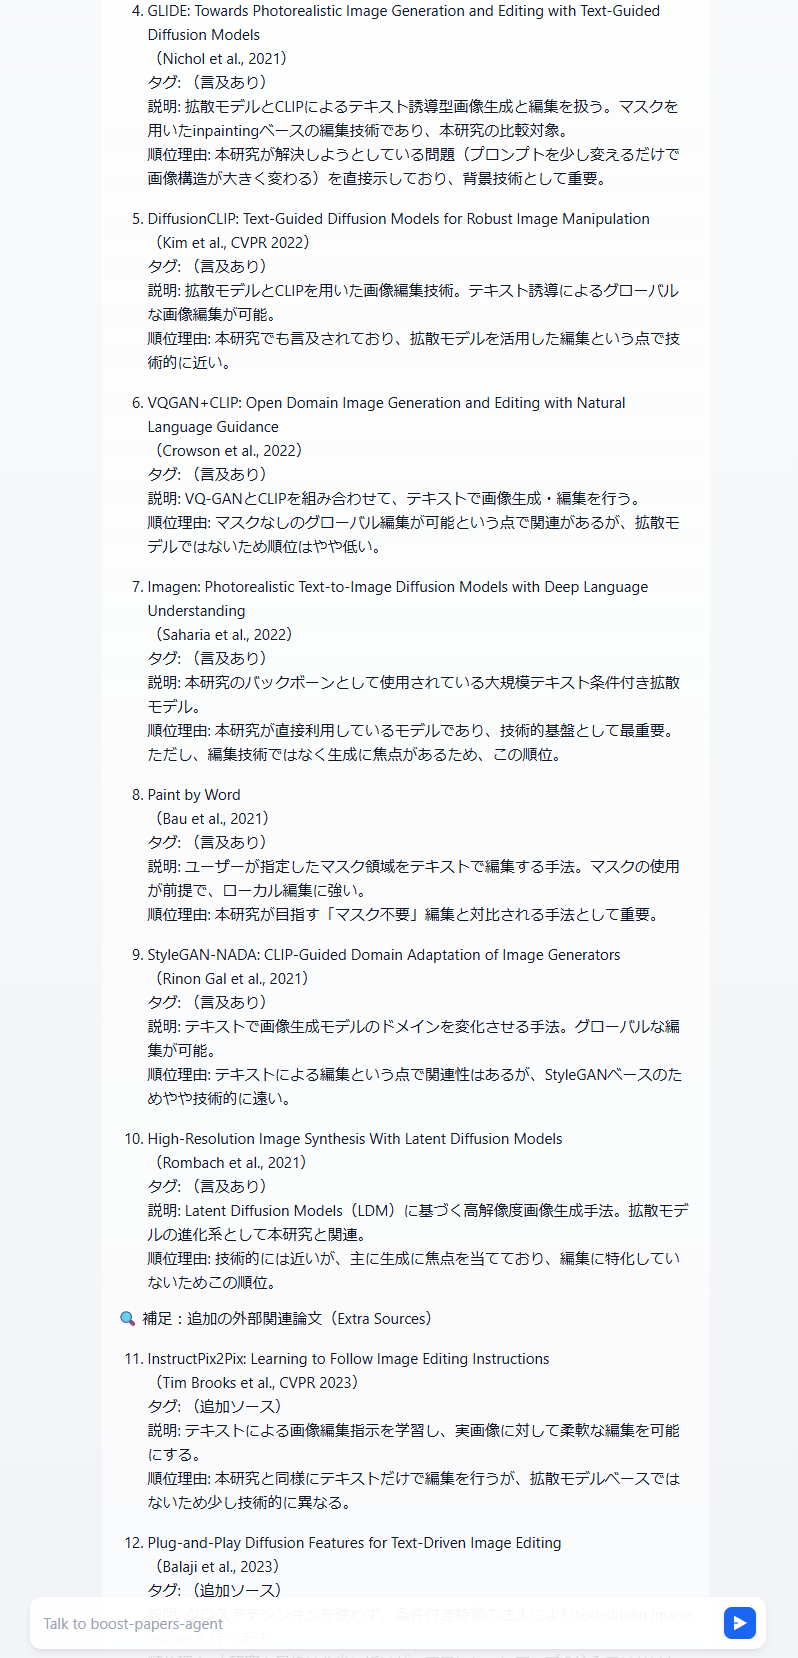 4. GLIDE: Towards Photorealistic Image Generation and Editing with Text-Guided
Diffusion Models
（Nichol et al., 2021）
タグ: （言及あり）
説明: 拡散モデルとCLIPによるテキスト誘導型画像生成と編集を扱う。マスクを
用いたinpaintingベースの編集技術であり、本研究の比較対象。
順位理由: 本研究が解決しようとしている問題（プロンプトを少し変えるだけで
画像構造が大きく変わる）を直接示しており、背景技術として重要。
5. DiffusionCLIP: Text-Guided Diffusion Models for Robust Image Manipulation
（Kim et al., CVPR 2022）
タグ: （言及あり）
説明: 拡散モデルとCLIPを用いた画像編集技術。テキスト誘導によるグローバル
な画像編集が可能。
順位理由: 本研究でも言及されており、拡散モデルを活用した編集という点で技
術的に近い。
6. VQGAN+CLIP: Open Domain Image Generation and Editing with Natural
Language Guidance
（Crowson et al., 2022）
タグ: （言及あり）
説明: VQ-GANとCLIPを組み合わせて、テキストで画像生成・編集を行う。
順位理由: マスクなしのグローバル編集が可能という点で関連があるが、拡散モ
デルではないため順位はやや低い。
7. Imagen: Photorealistic Text-to-Image Diffusion Models with Deep Language
Understanding
（Saharia et al., 2022）
タグ: （言及あり）
説明: 本研究のバックボーンとして使用されている大規模テキスト条件付き拡散
モデル。
順位理由: 本研究が直接利用しているモデルであり、技術的基盤として最重要。
ただし、編集技術ではなく生成に焦点があるため、この順位。
8. Paint by Word
（Bau et al., 2021）
タグ: （言及あり）
説明: ユーザーが指定したマスク領域をテキストで編集する手法。マスクの使用
が前提で、ローカル編集に強い。
順位理由: 本研究が目指す「マスク不要」編集と対比される手法として重要。
9. StyleGAN-NADA: CLIP-Guided Domain Adaptation of Image Generators
（Rinon Gal et al., 2021）
タグ: （言及あり）
説明: テキストで画像生成モデルのドメインを変化させる手法。グローバルな編
集が可能。
順位理由: テキストによる編集という点で関連性はあるが、StyleGANベースのた
めやや技術的に遠い。
10. High-Resolution Image Synthesis With Latent Diffusion Models
（Rombach et al., 2021）
タグ: （言及あり）
説明: Latent Diffusion Models（LDM）に基づく高解像度画像生成手法。拡散モデ
ルの進化系として本研究と関連。
順位理由: 技術的には近いが、主に生成に焦点を当てており、編集に特化してい
ないためこの順位。
🔍 補足：追加の外部関連論文（Extra Sources）
11. InstructPix2Pix: Learning to Follow Image Editing Instructions
（Tim Brooks et al., CVPR 2023）
タグ: （追加ソース）
説明: テキストによる画像編集指示を学習し、実画像に対して柔軟な編集を可能
にする。
順位理由: 本研究と同様にテキストだけで編集を行うが、拡散モデルベースでは
ないため少し技術的に異なる。
12. Plug-and-Play Diffusion Features for Text-Driven Image Editing
（Balaji et al., 2023）
タグ: （追加ソース）
Talk to boost-papers-agent